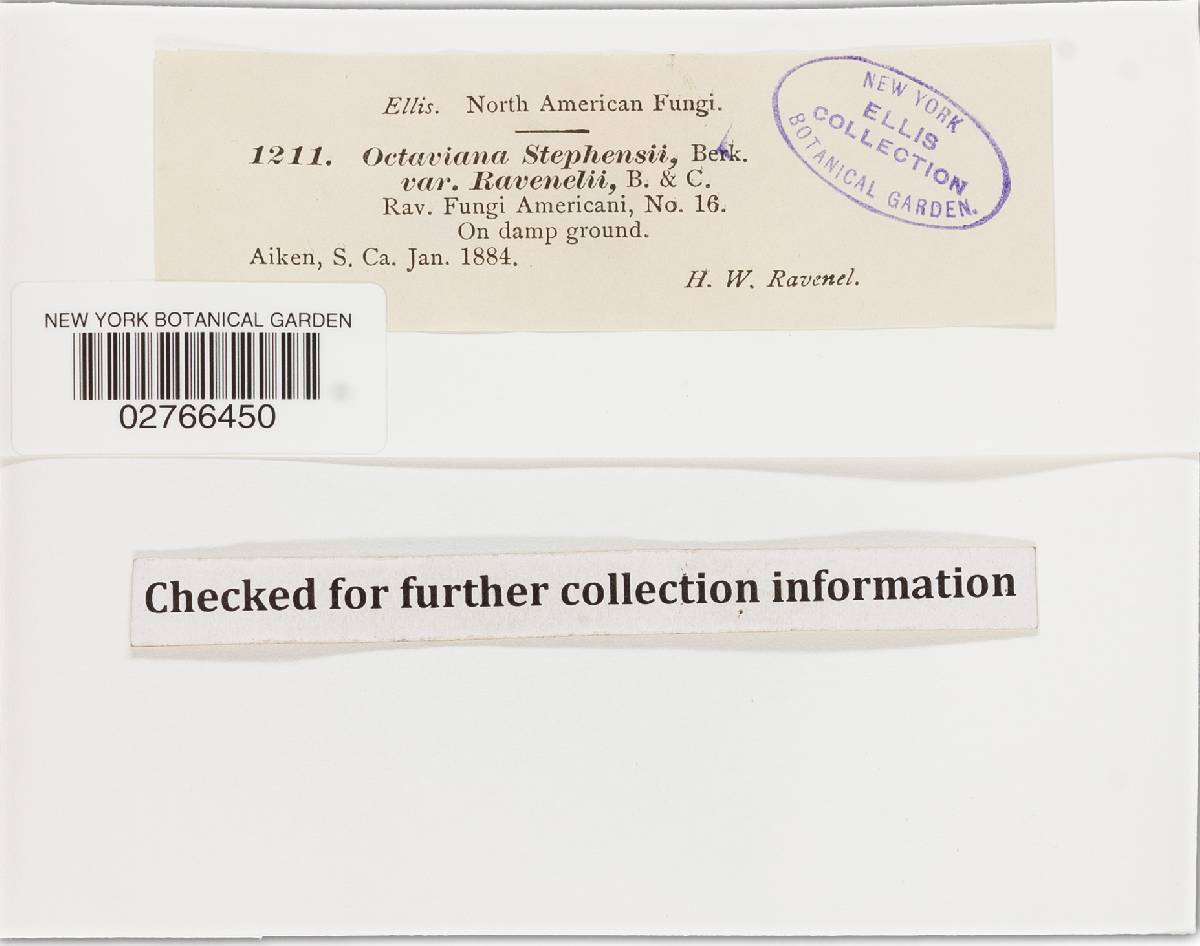 Ellis. North American Fungi.
1211. Octaviana Stephensii, Berk.
var. Ravenelii, B. & C.
Rav. Fungi Americani, No. 16.
On damp ground.
Aiken, S. Ca. Jan. 1884.
H. W. Ravenel.
NEW YORK
ELLIS
COLLECTION
BOTANICAL GARDEN.
NEW YORK BOTANICAL GARDEN
02766450
Checked for further collection information